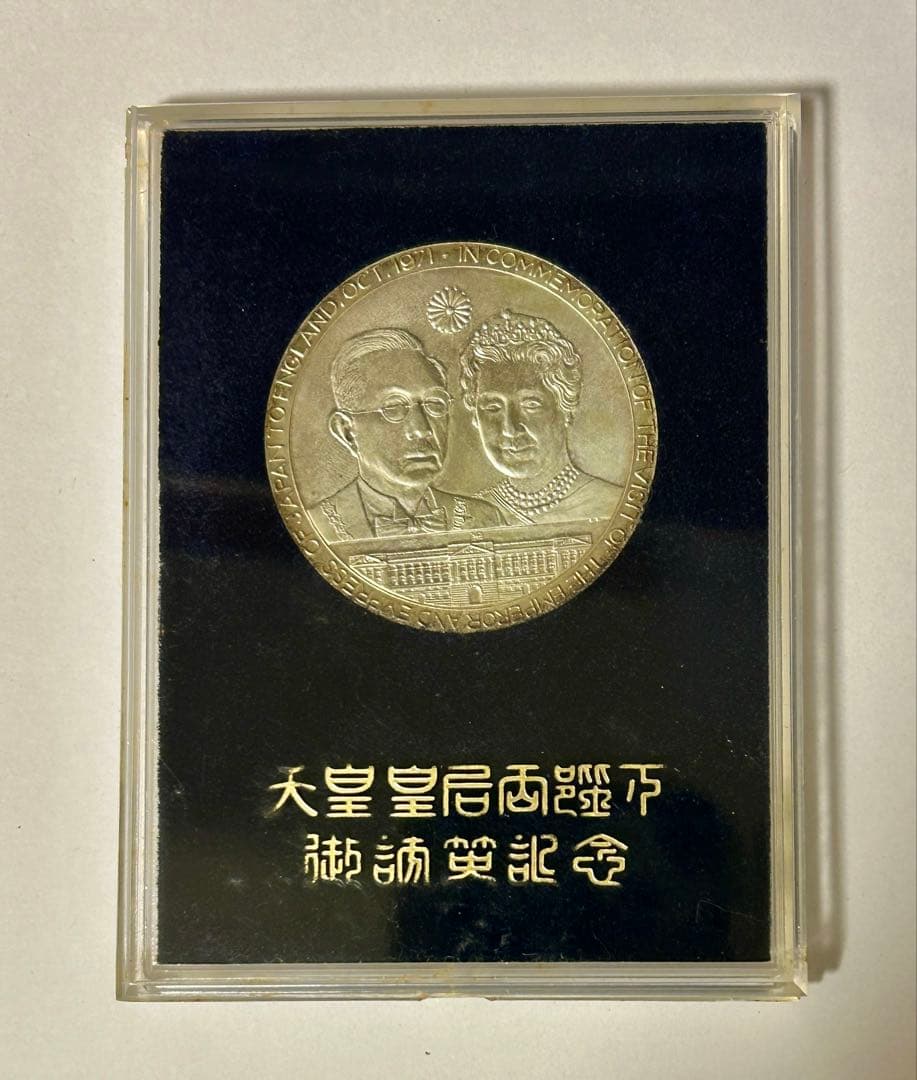 IN COMMEMORATION OF THE VISIT OF THE EMPEROR AND EMPRESS OF JAPAN TO ENGLAND, OCT. 1971 ·
天皇皇后両陛下
御訪英記念